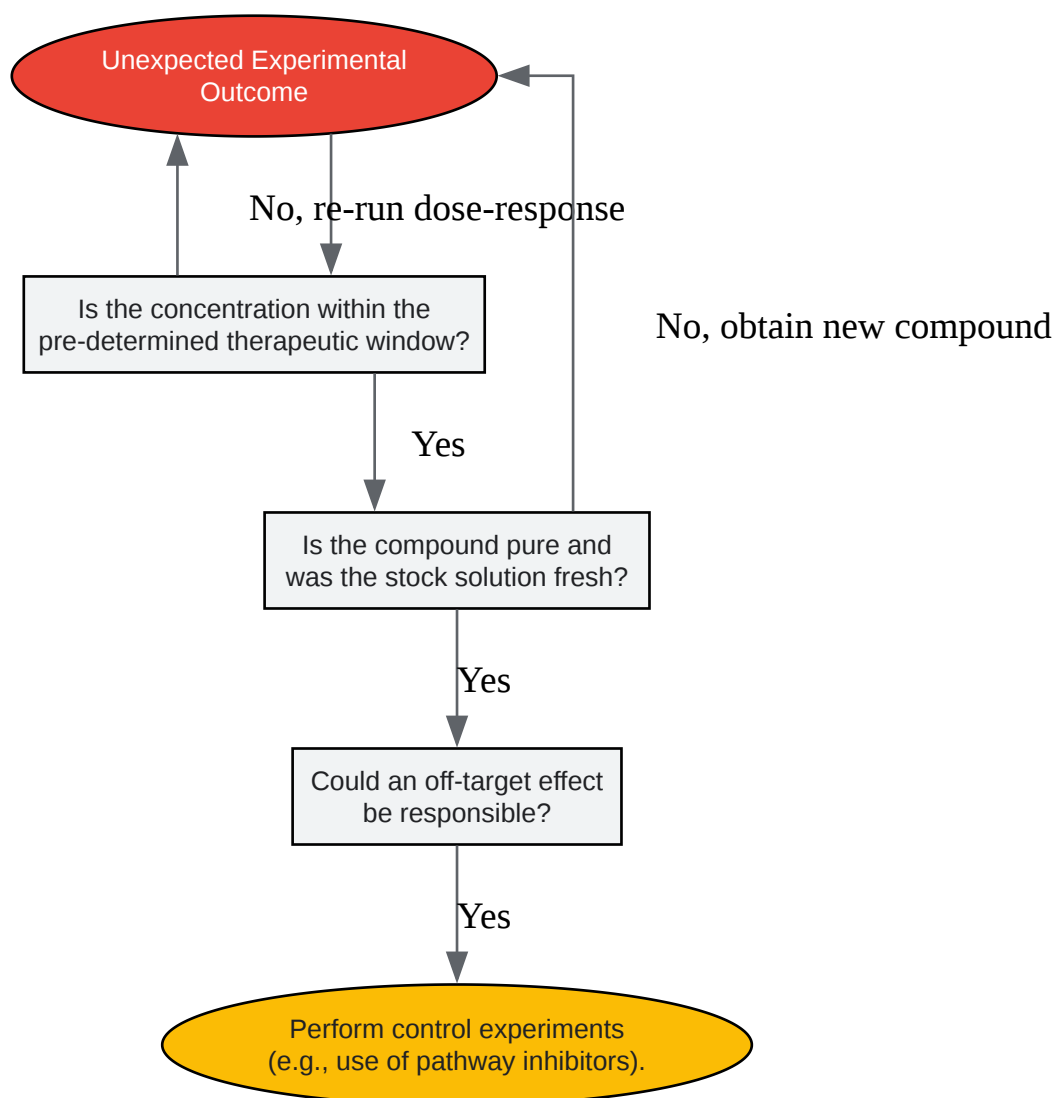 Unexpected Experimental
Outcome
No, re-run dose-response
Is the concentration within the
pre-determined therapeutic window?
No, obtain new compound
Yes
Is the compound pure and
was the stock solution fresh?
Yes
Could an off-target effect
be responsible?
Yes
Perform control experiments
(e.g., use of pathway inhibitors).